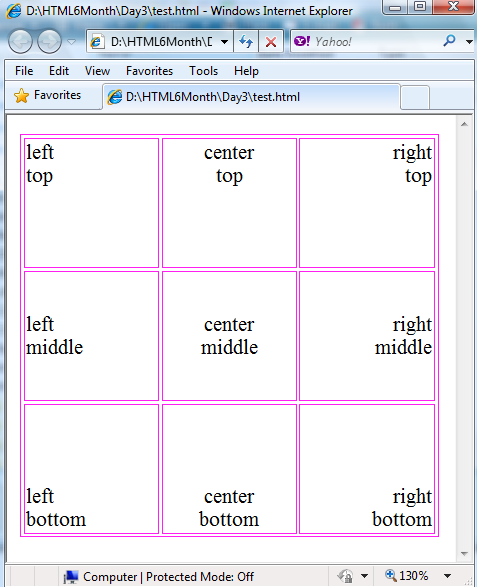 D:\HTML6Month\Day3\test.html - Windows Internet Explorer
D:\HTML6Month\D
Yahoo!
File Edit View Favorites Tools Help
Favorites D:\HTML6Month\Day3\test.html
left center right
top top top
left center right
middle middle middle
left center right
bottom bottom bottom
Computer | Protected Mode: Off 130%